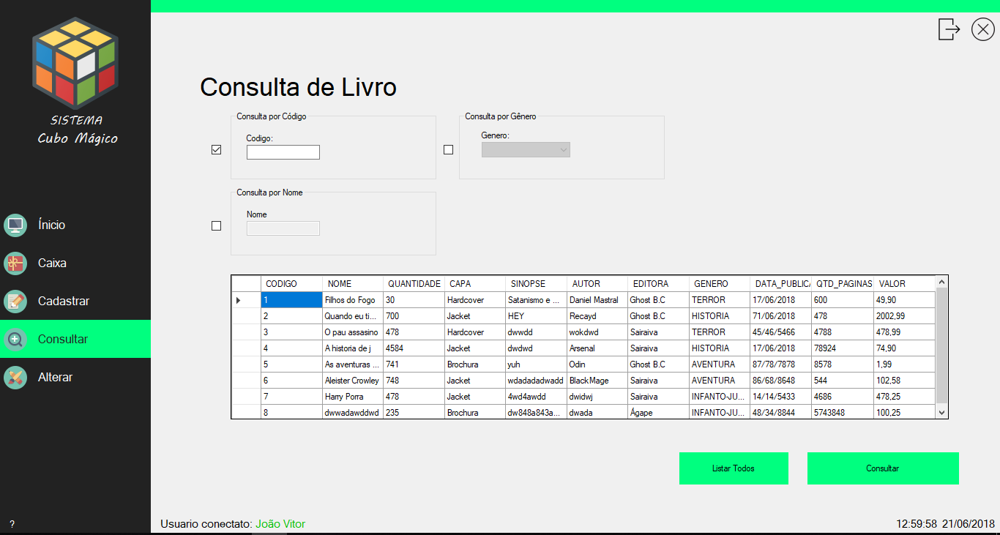 SISTEMA
Cubo Mágico
Ínicio
Caixa
Cadastrar
Consultar
Alterar
?
Consulta de Livro
Consulta por Código
Codigo:
Consulta por Gênero
Genero:
Consulta por Nome
Nome
CODIGO NOME QUANTIDADE CAPA SINOPSE AUTOR EDITORA GENERO DATA_PUBLICA QTD_PAGINAS VALOR
1 Filhos do Fogo 30 Hardcover Satanismo e ... Daniel Mastral Ghost B.C TERROR 17/06/2018 600 49,90
2 Quando eu ti... 700 Jacket HEY Recayd Ghost B.C HISTORIA 71/06/2018 478 2002,99
3 O pau assasino 478 Hardcover dwwdd wokdwd Sairaiva TERROR 45/46/5466 4788 478,99
4 A historia de j 4584 Jacket dwdwd Arsenal Sairaiva HISTORIA 17/06/2018 78924 74,90
5 As aventuras ... 741 Brochura yuh Odin Ghost B.C AVENTURA 87/78/7878 8578 1,99
6 Aleister Crowley 748 Jacket wdadadadwadd BlackMage Sairaiva AVENTURA 86/68/8648 544 102,58
7 Harry Porra 478 Jacket 4wd4awdd dwidwj Sairaiva INFANTO-JU... 14/14/5433 4686 478,25
8 dwwadawddwd 235 Brochura dw848a843a... dwada Ágape INFANTO-JU... 48/34/8844 5743848 100,25
Listar Todos
Consultar
Usuario conectato: João Vitor
12:59:58 21/06/2018